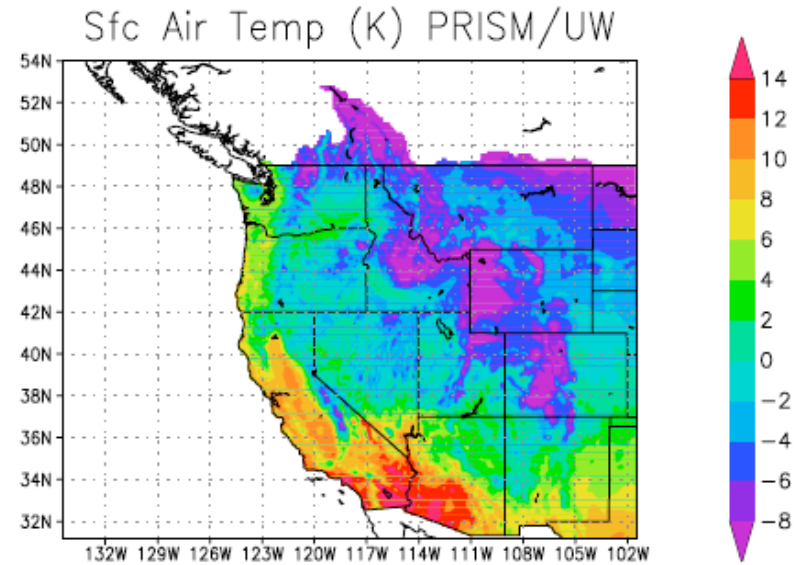 Sfc Air Temp (K) PRISM/UW
54N
52N
50N
48N
46N
44N
42N
40N
38N
36N
34N
32N
132W 129W 126W 123W 120W 117W 114W 111W 108W 105W 102W
14
12
10
8
6
4
2
0
−2
−4
−6
−8